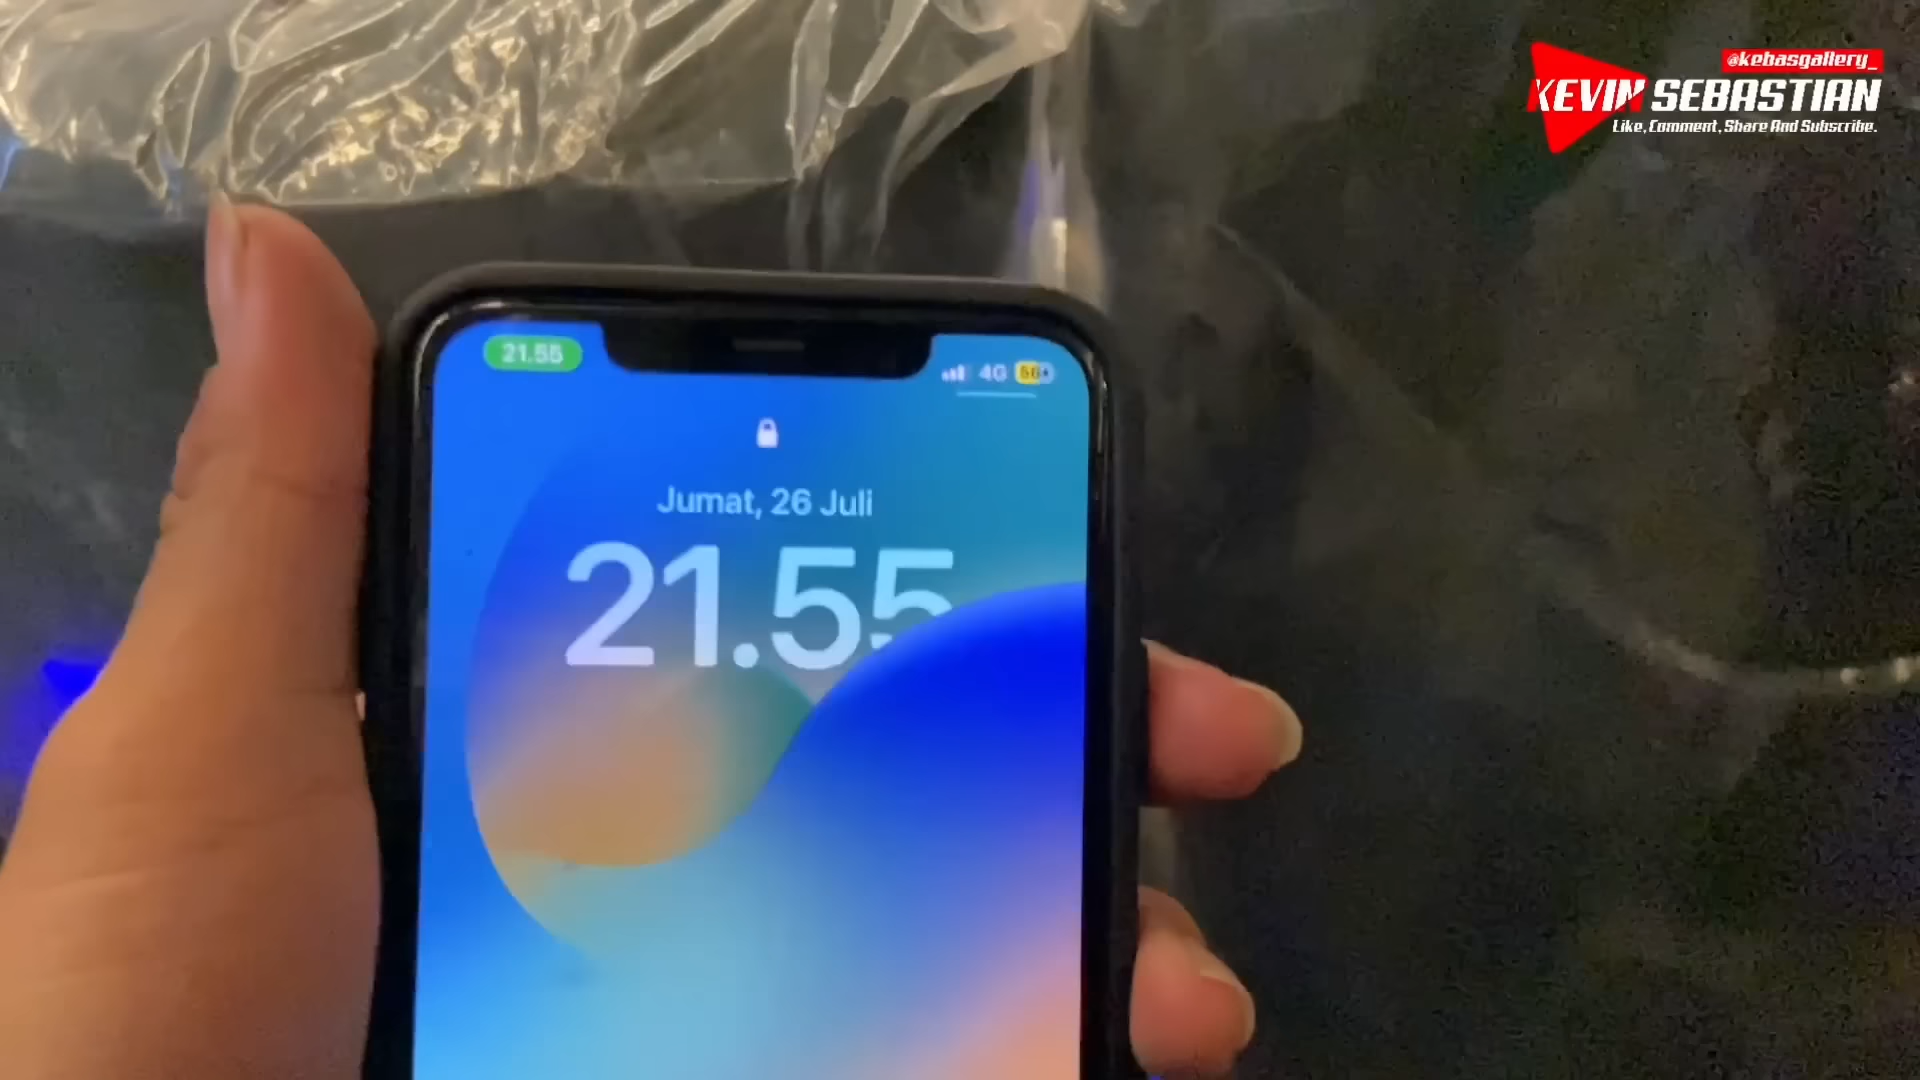 @kebasgallery_
KEVIN SEBASTIAN
Like, Comment, Share And Subscribe.
21.55
4G
Jumat, 26 Juli
21.55